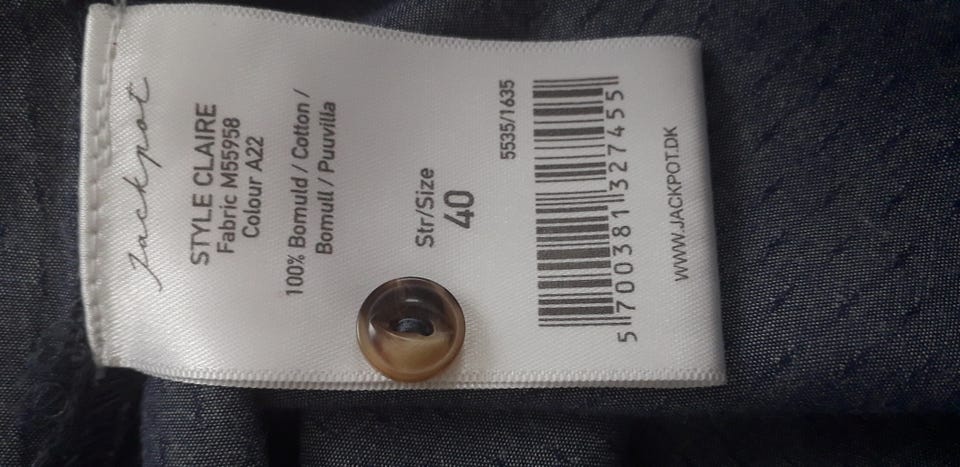 Jackpot
STYLE CLAIRE
Fabric M55958
Colour A22
100% Bomuld / Cotton /
Bomull / Puuvilla
Str/Size
40
5535/1635
5 700381 327455
WWW.JACKPOT.DK